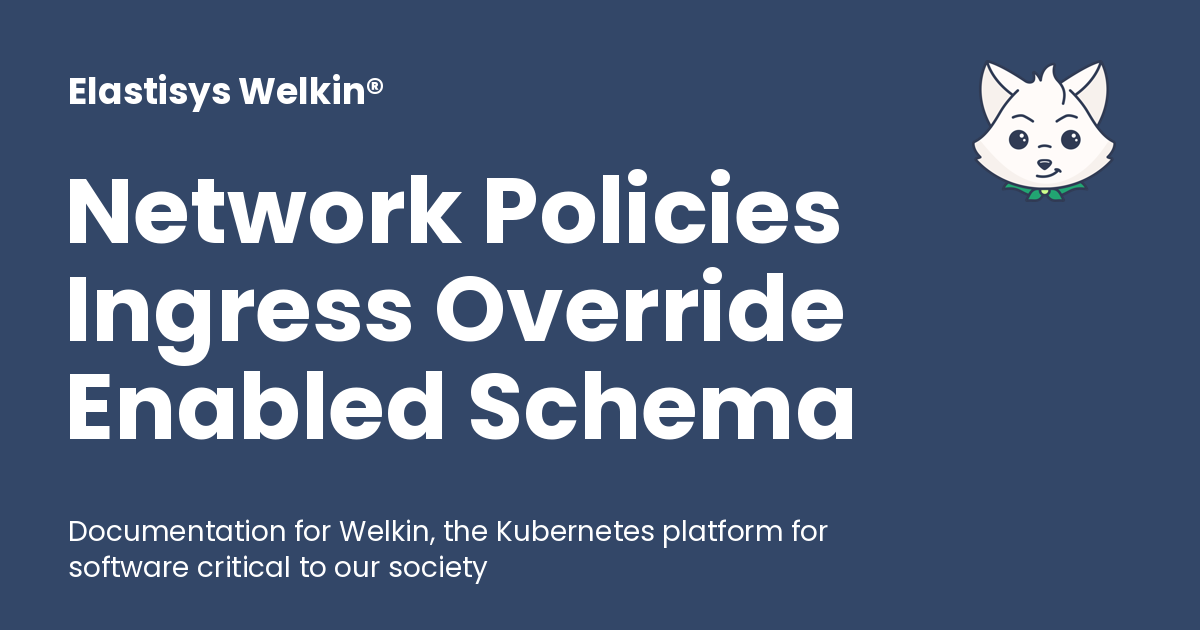 Elastisys Welkin®
Network Policies
Ingress Override
Enabled Schema
Documentation for Welkin, the Kubernetes platform for
software critical to our society